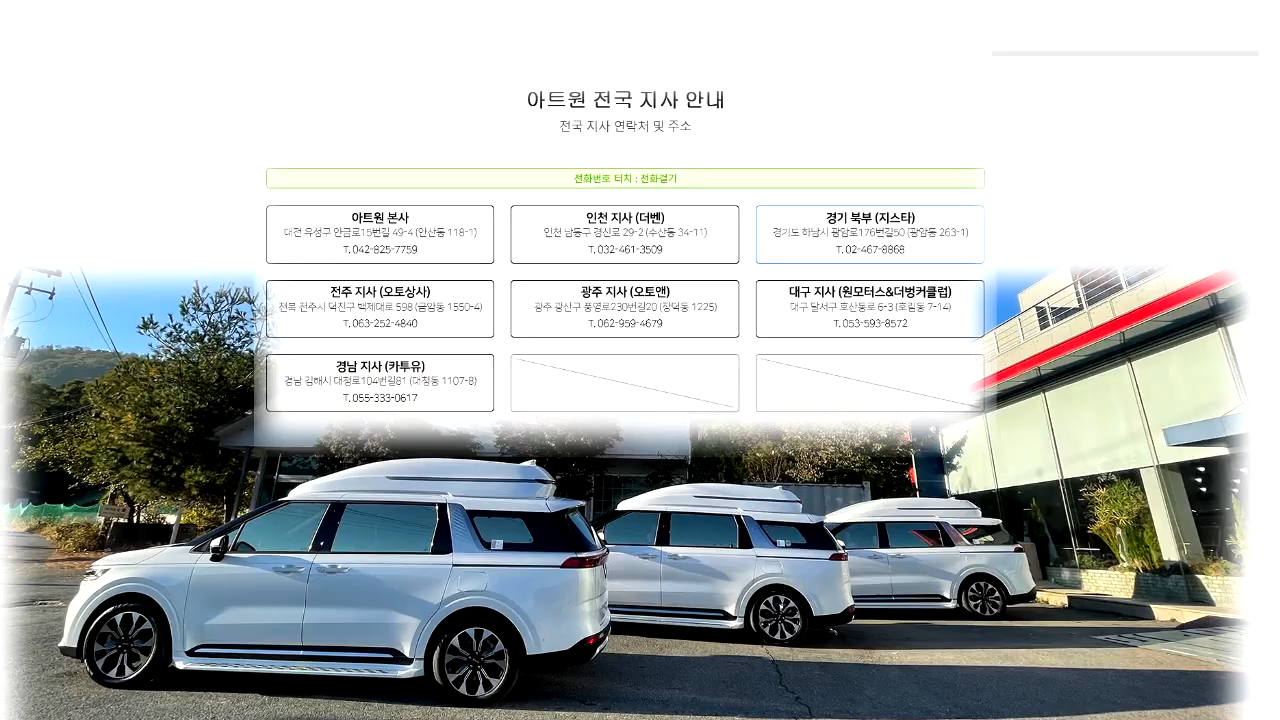 아트원 전국 지사 안내
전국 지사 연락처 및 주소
전화번호 터치 : 전화걸기
아트원 본사
대전 유성구 안금로15번길 49-4 (안산동 118-1)
T. 042-825-7759
인천 지사 (더벤)
인천 남동구 경신로 29-2 (수산동 34-11)
T. 032-461-3509
경기 북부 (지스타)
경기도 하남시 광암로176번길50 (광암동 263-1)
T. 02-467-8868
전주 지사 (오토상사)
전북 전주시 덕진구 백제대로 598 (금암동 1550-4)
T. 063-252-4840
광주 지사 (오토앤)
광주 광산구 풍영로230번길20 (장덕동 1225)
T. 062-959-4679
대구 지사 (원모터스&더벙커클럽)
대구 달서구 호산동로 6-3 (호림동 7-14)
T. 053-593-8572
경남 지사 (카투유)
경남 김해시 대청로104번길81 (대청동 1107-8)
T. 055-333-0617